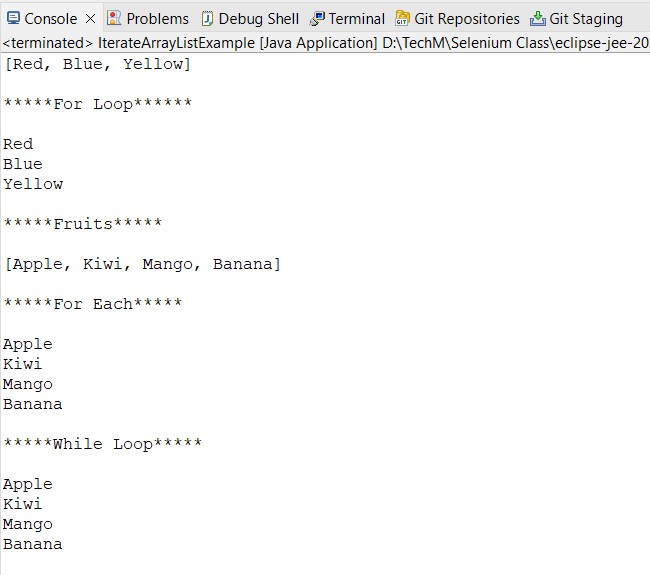 Console Problems Debug Shell Terminal Git Repositories Git Staging
<terminated> IterateArrayListExample [Java Application] D:\TechM\Selenium Class\eclipse-jee-20
[Red, Blue, Yellow]
*****For Loop******
Red
Blue
Yellow
*****Fruits*****
[Apple, Kiwi, Mango, Banana]
*****For Each*****
Apple
Kiwi
Mango
Banana
*****While Loop*****
Apple
Kiwi
Mango
Banana